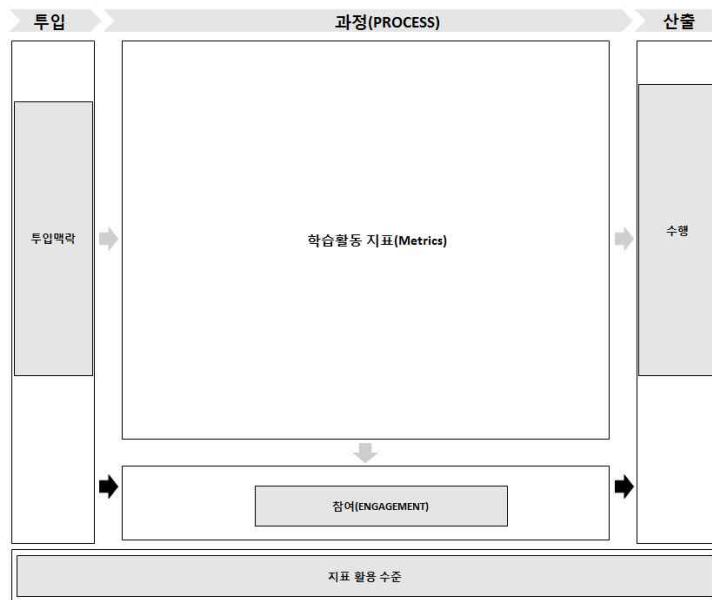 투입
과정(PROCESS)
산출
투입맥락
학습활동 지표(Metrics)
수행
참여(ENGAGEMENT)
지표 활용 수준